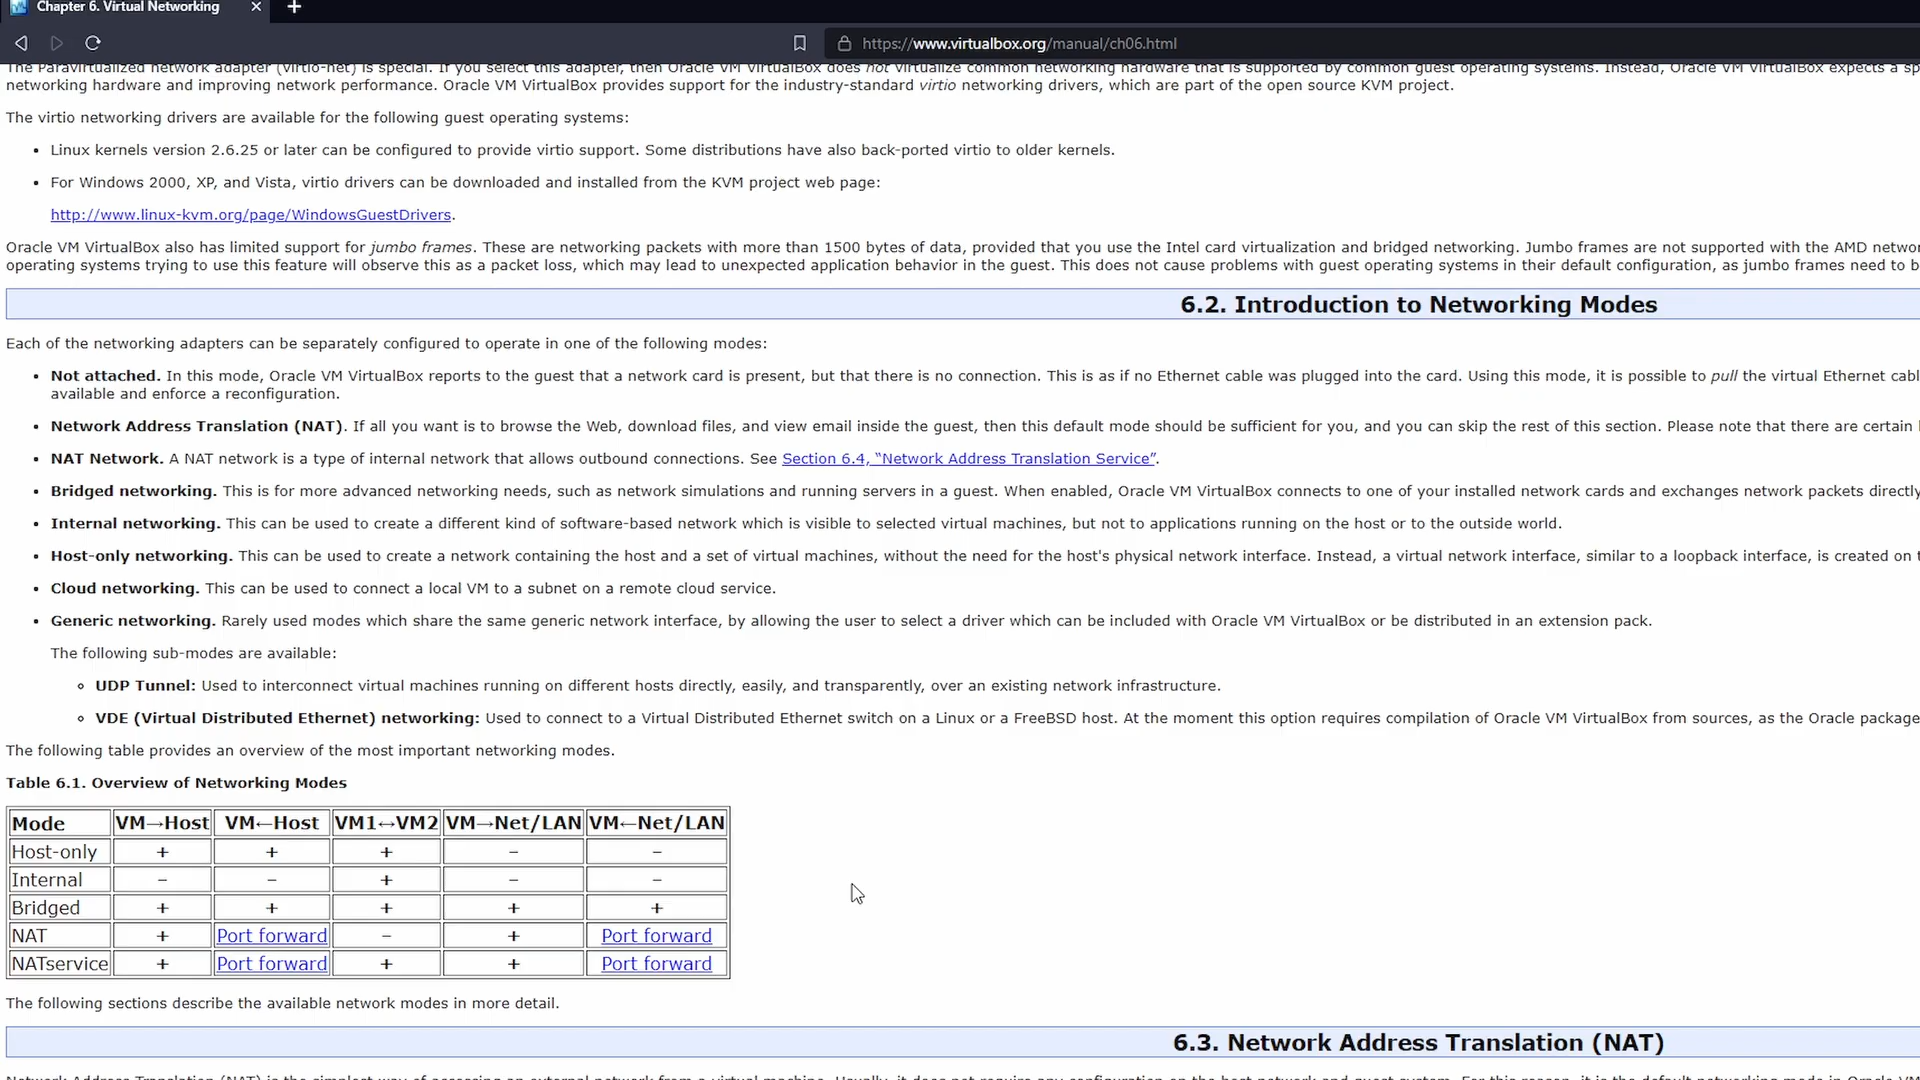 Chapter 6. Virtual Networking
https://www.virtualbox.org/manual/ch06.html
The Paravirtualized network adapter (virtio-net) is special. If you select this adapter, then Oracle VM VirtualBox does not virtualize common networking hardware that is supported by common guest operating systems. Instead, Oracle VM VirtualBox expects a sp
networking hardware and improving network performance. Oracle VM VirtualBox provides support for the industry-standard virtio networking drivers, which are part of the open source KVM project.
The virtio networking drivers are available for the following guest operating systems:
• Linux kernels version 2.6.25 or later can be configured to provide virtio support. Some distributions have also back-ported virtio to older kernels.
• For Windows 2000, XP, and Vista, virtio drivers can be downloaded and installed from the KVM project web page:
http://www.linux-kvm.org/page/WindowsGuestDrivers.
Oracle VM VirtualBox also has limited support for jumbo frames. These are networking packets with more than 1500 bytes of data, provided that you use the Intel card virtualization and bridged networking. Jumbo frames are not supported with the AMD networ
operating systems trying to use this feature will observe this as a packet loss, which may lead to unexpected application behavior in the guest. This does not cause problems with guest operating systems in their default configuration, as jumbo frames need to b
6.2. Introduction to Networking Modes
Each of the networking adapters can be separately configured to operate in one of the following modes:
• Not attached. In this mode, Oracle VM VirtualBox reports to the guest that a network card is present, but that there is no connection. This is as if no Ethernet cable was plugged into the card. Using this mode, it is possible to pull the virtual Ethernet cabl
available and enforce a reconfiguration.
• Network Address Translation (NAT). If all you want is to browse the Web, download files, and view email inside the guest, then this default mode should be sufficient for you, and you can skip the rest of this section. Please note that there are certain
• NAT Network. A NAT network is a type of internal network that allows outbound connections. See Section 6.4, “Network Address Translation Service”.
• Bridged networking. This is for more advanced networking needs, such as network simulations and running servers in a guest. When enabled, Oracle VM VirtualBox connects to one of your installed network cards and exchanges network packets directly
• Internal networking. This can be used to create a different kind of software-based network which is visible to selected virtual machines, but not to applications running on the host or to the outside world.
• Host-only networking. This can be used to create a network containing the host and a set of virtual machines, without the need for the host's physical network interface. Instead, a virtual network interface, similar to a loopback interface, is created on t
• Cloud networking. This can be used to connect a local VM to a subnet on a remote cloud service.
• Generic networking. Rarely used modes which share the same generic network interface, by allowing the user to select a driver which can be included with Oracle VM VirtualBox or be distributed in an extension pack.
The following sub-modes are available:
◦ UDP Tunnel: Used to interconnect virtual machines running on different hosts directly, easily, and transparently, over an existing network infrastructure.
◦ VDE (Virtual Distributed Ethernet) networking: Used to connect to a Virtual Distributed Ethernet switch on a Linux or a FreeBSD host. At the moment this option requires compilation of Oracle VM VirtualBox from sources, as the Oracle package
The following table provides an overview of the most important networking modes.
Table 6.1. Overview of Networking Modes
Mode VM→Host VM←Host VM1↔VM2 VM→Net/LAN VM←Net/LAN
Host-only + + + – –
Internal – – + – –
Bridged + + + + +
NAT + Port forward – + Port forward
NATservice + Port forward + + Port forward
The following sections describe the available network modes in more detail.
6.3. Network Address Translation (NAT)
Network Address Translation (NAT) is the simplest way of accessing an external network from a virtual machine. Usually, it does not require any configuration on the host network and guest system. For this reason, it is the default networking mode in Oracle VM